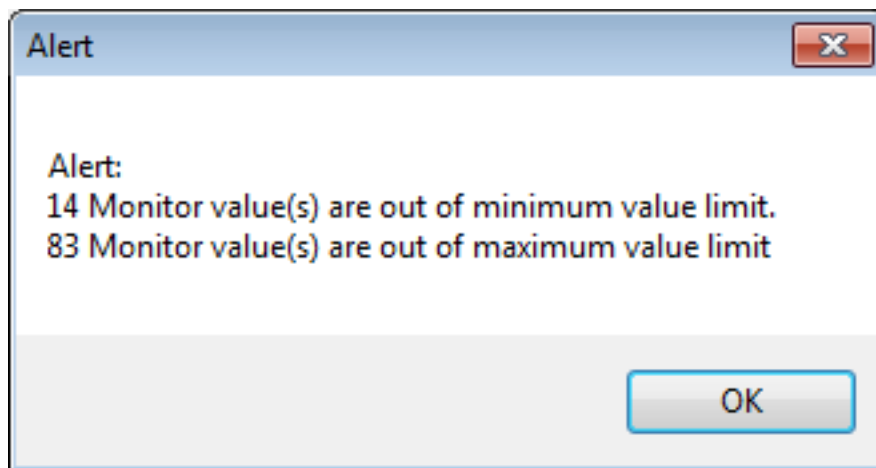 Alert
Alert:
14 Monitor value(s) are out of minimum value limit.
83 Monitor value(s) are out of maximum value limit
OK